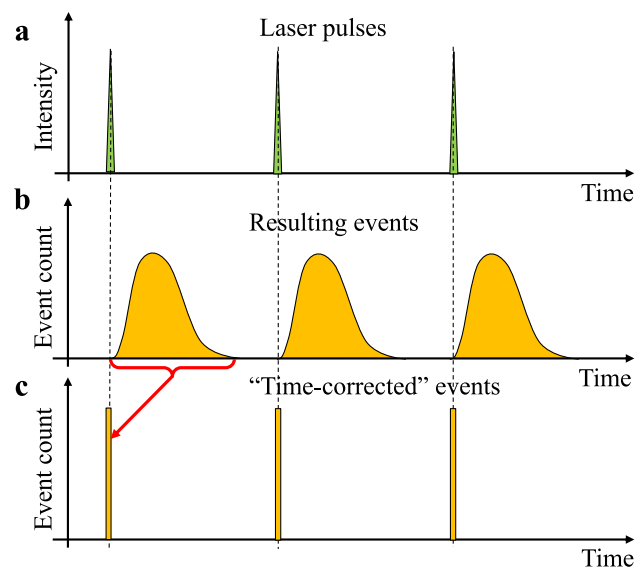 a
Laser pulses
Intensity
Time
b
Resulting events
Event count
Time
c
“Time-corrected” events
Event count
Time